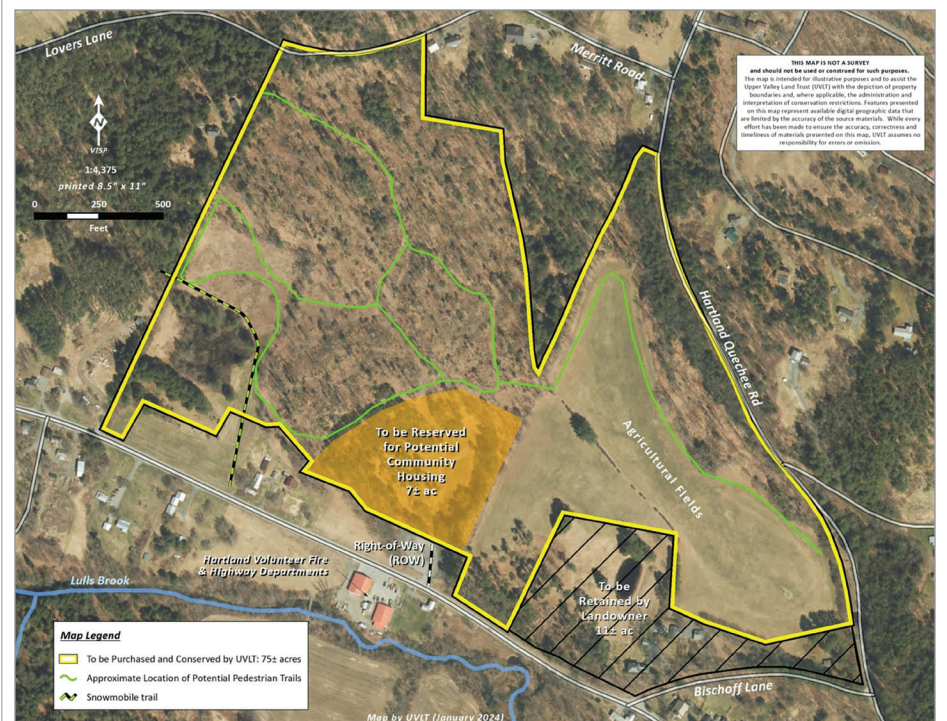 Lovers Lane
Merritt Road
THIS MAP IS NOT A SURVEY
and should not be used or construed for such purposes.
The map is intended for illustrative purposes and to assist the
Upper Valley Land Trust (UVLT) with the depiction of property
boundaries and, where applicable, the administration and
interpretation of conservation restrictions. Features presented
on this map represent available digital geographic data that
are limited by the accuracy of the source materials. While every
effort has been made to ensure the accuracy, correctness and
timeliness of materials presented on this map, UVLT assumes no
responsibility for errors or omission.
N
VTSP
1:4,375
printed 8.5" x 11"
0 250 500
Feet
Hartland Quechee Rd
To be Reserved
for Potential
Community
Housing
7± ac
Agricultural Fields
Right-of-Way
(ROW)
Hartland Volunteer Fire
& Highway Departments
To be
Retained by
Landowner
11± ac
Lulls Brook
Bischoff Lane
Map Legend
To be Purchased and Conserved by UVLT: 75± acres
Approximate Location of Potential Pedestrian Trails
Snowmobile trail
Map by UVLT (January 2024)